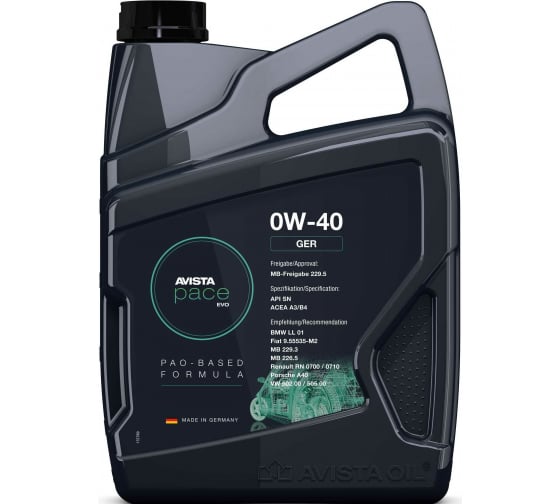 0W-40
GER
Freigabe/Approval:
MB-Freigabe 229.5
Spezifikation/Specification:
API SN
ACEA A3/B4
Empfehlung/Recommendation
BMW LL 01
Fiat 9.55535-M2
MB 229.3
MB 226.5
Renault RN 0700 / 0710
Porsche A40
VW 502 00 / 505 00
AVISTA
pace
EVO
PAO-BASED
FORMULA
MADE IN GERMANY
AVISTA OIL